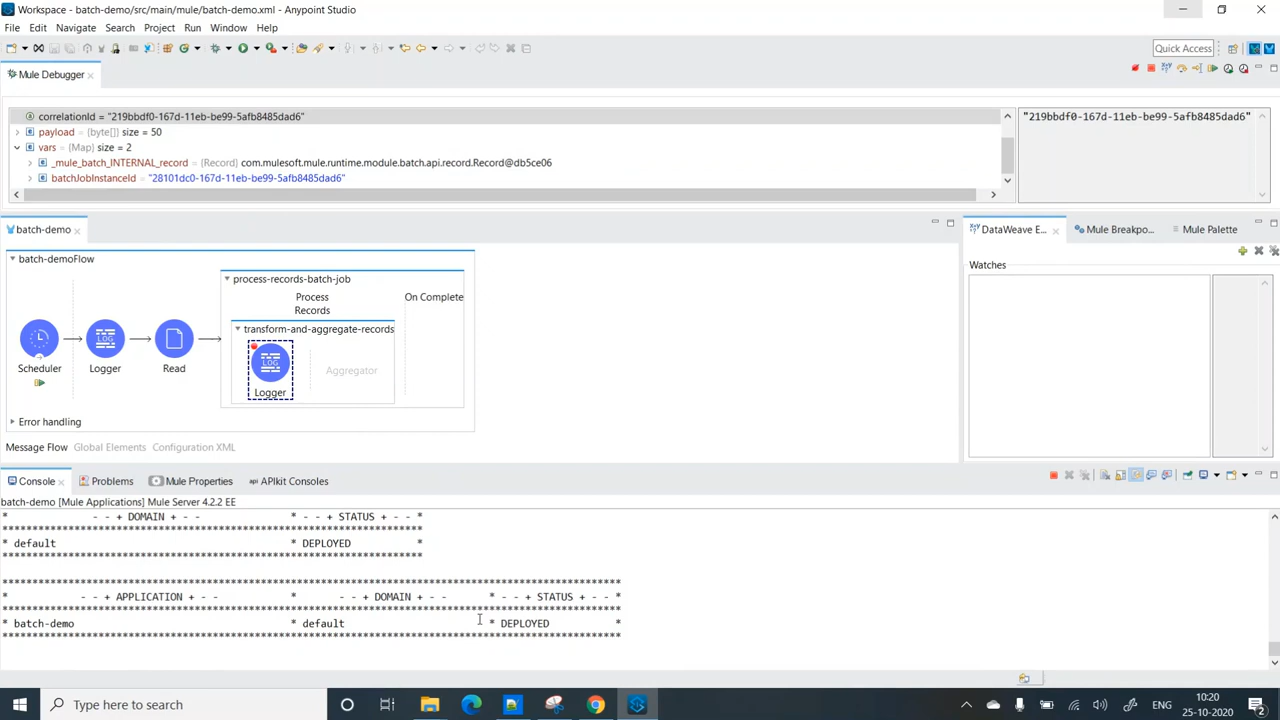 Workspace - batch-demo/src/main/mule/batch-demo.xml - Anypoint Studio
File Edit Navigate Search Project Run Window Help
Quick Access
Mule Debugger
correlationId = "219bbdf0-167d-11eb-be99-5afb8485dad6"
"219bbdf0-167d-11eb-be99-5afb8485dad6"
payload = {byte[]} size = 50
vars = {Map} size = 2
_mule_batch_INTERNAL_record = {Record} com.mulesoft.mule.runtime.module.batch.api.record.Record@db5ce06
batchJobInstanceId = "28101dc0-167d-11eb-be99-5afb8485dad6"
batch-demo
DataWeave E... Mule Breakpo... Mule Palette
batch-demoFlow
Watches
process-records-batch-job
Process
Records
On Complete
transform-and-aggregate-records
LOG
LOG
Scheduler Logger Read
Aggregator
Logger
Error handling
Message Flow Global Elements Configuration XML
Console Problems Mule Properties APIkit Consoles
batch-demo [Mule Applications] Mule Server 4.2.2 EE
* - - + DOMAIN + - - * - - + STATUS + - - *
**********************************************************************
* default * DEPLOYED *
**********************************************************************
*******************************************************************************************************
* - - + APPLICATION + - - * - - + DOMAIN + - - * - - + STATUS + - - *
*******************************************************************************************************
* batch-demo * default * DEPLOYED *
*******************************************************************************************************
Type here to search
ENG
10:20
25-10-2020
2